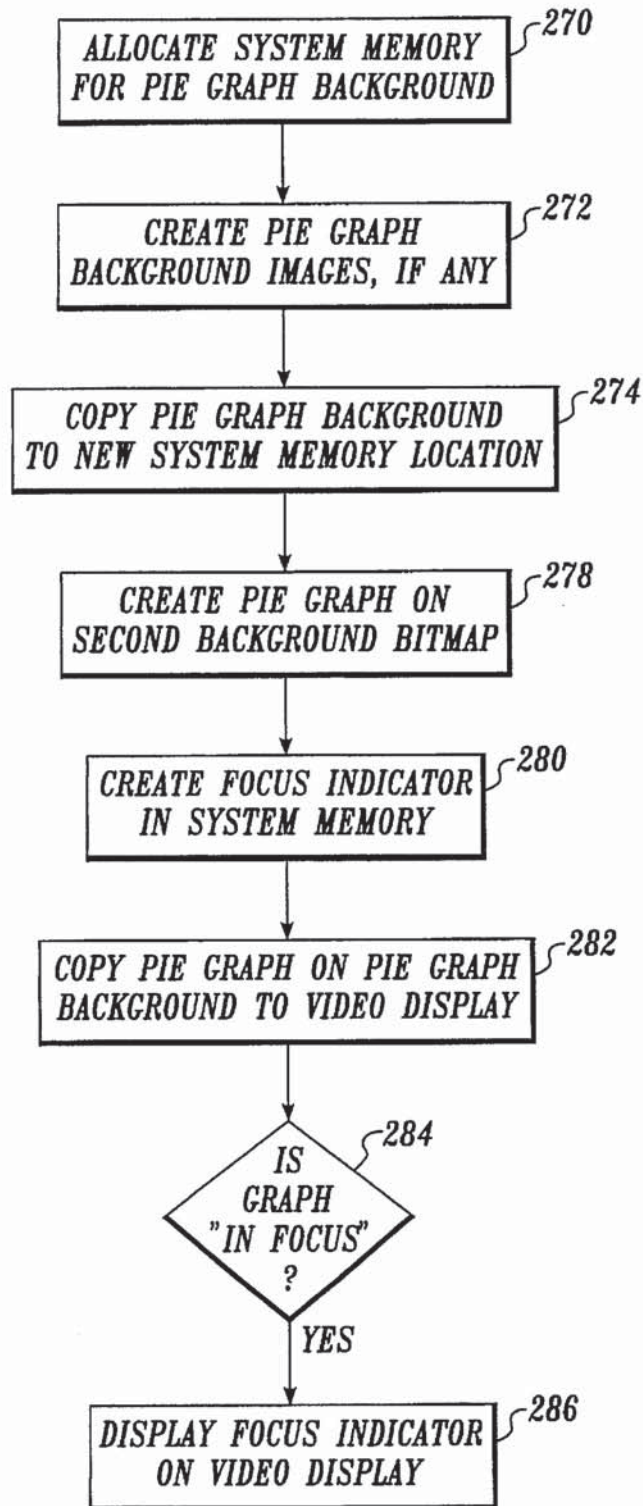 270
ALLOCATE SYSTEM MEMORY
FOR PIE GRAPH BACKGROUND
272
CREATE PIE GRAPH
BACKGROUND IMAGES, IF ANY
274
COPY PIE GRAPH BACKGROUND
TO NEW SYSTEM MEMORY LOCATION
278
CREATE PIE GRAPH ON
SECOND BACKGROUND BITMAP
280
CREATE FOCUS INDICATOR
IN SYSTEM MEMORY
282
COPY PIE GRAPH ON PIE GRAPH
BACKGROUND TO VIDEO DISPLAY
284
IS
GRAPH
"IN FOCUS"
?
YES
286
DISPLAY FOCUS INDICATOR
ON VIDEO DISPLAY